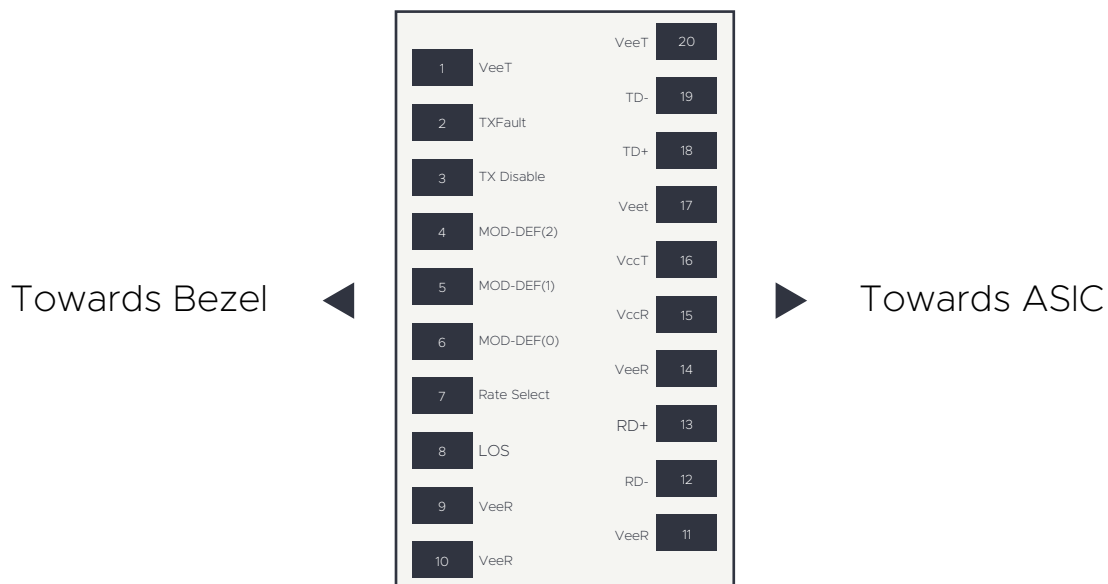 VeeT 20
1 VeeT
TD- 19
2 TXFault
TD+ 18
3 TX Disable
Veet 17
4 MOD-DEF(2)
VccT 16
5 MOD-DEF(1)
Towards Bezel
Towards ASIC
VccR 15
6 MOD-DEF(0)
VeeR 14
7 Rate Select
RD+ 13
8 LOS
RD- 12
9 VeeR
VeeR 11
10 VeeR